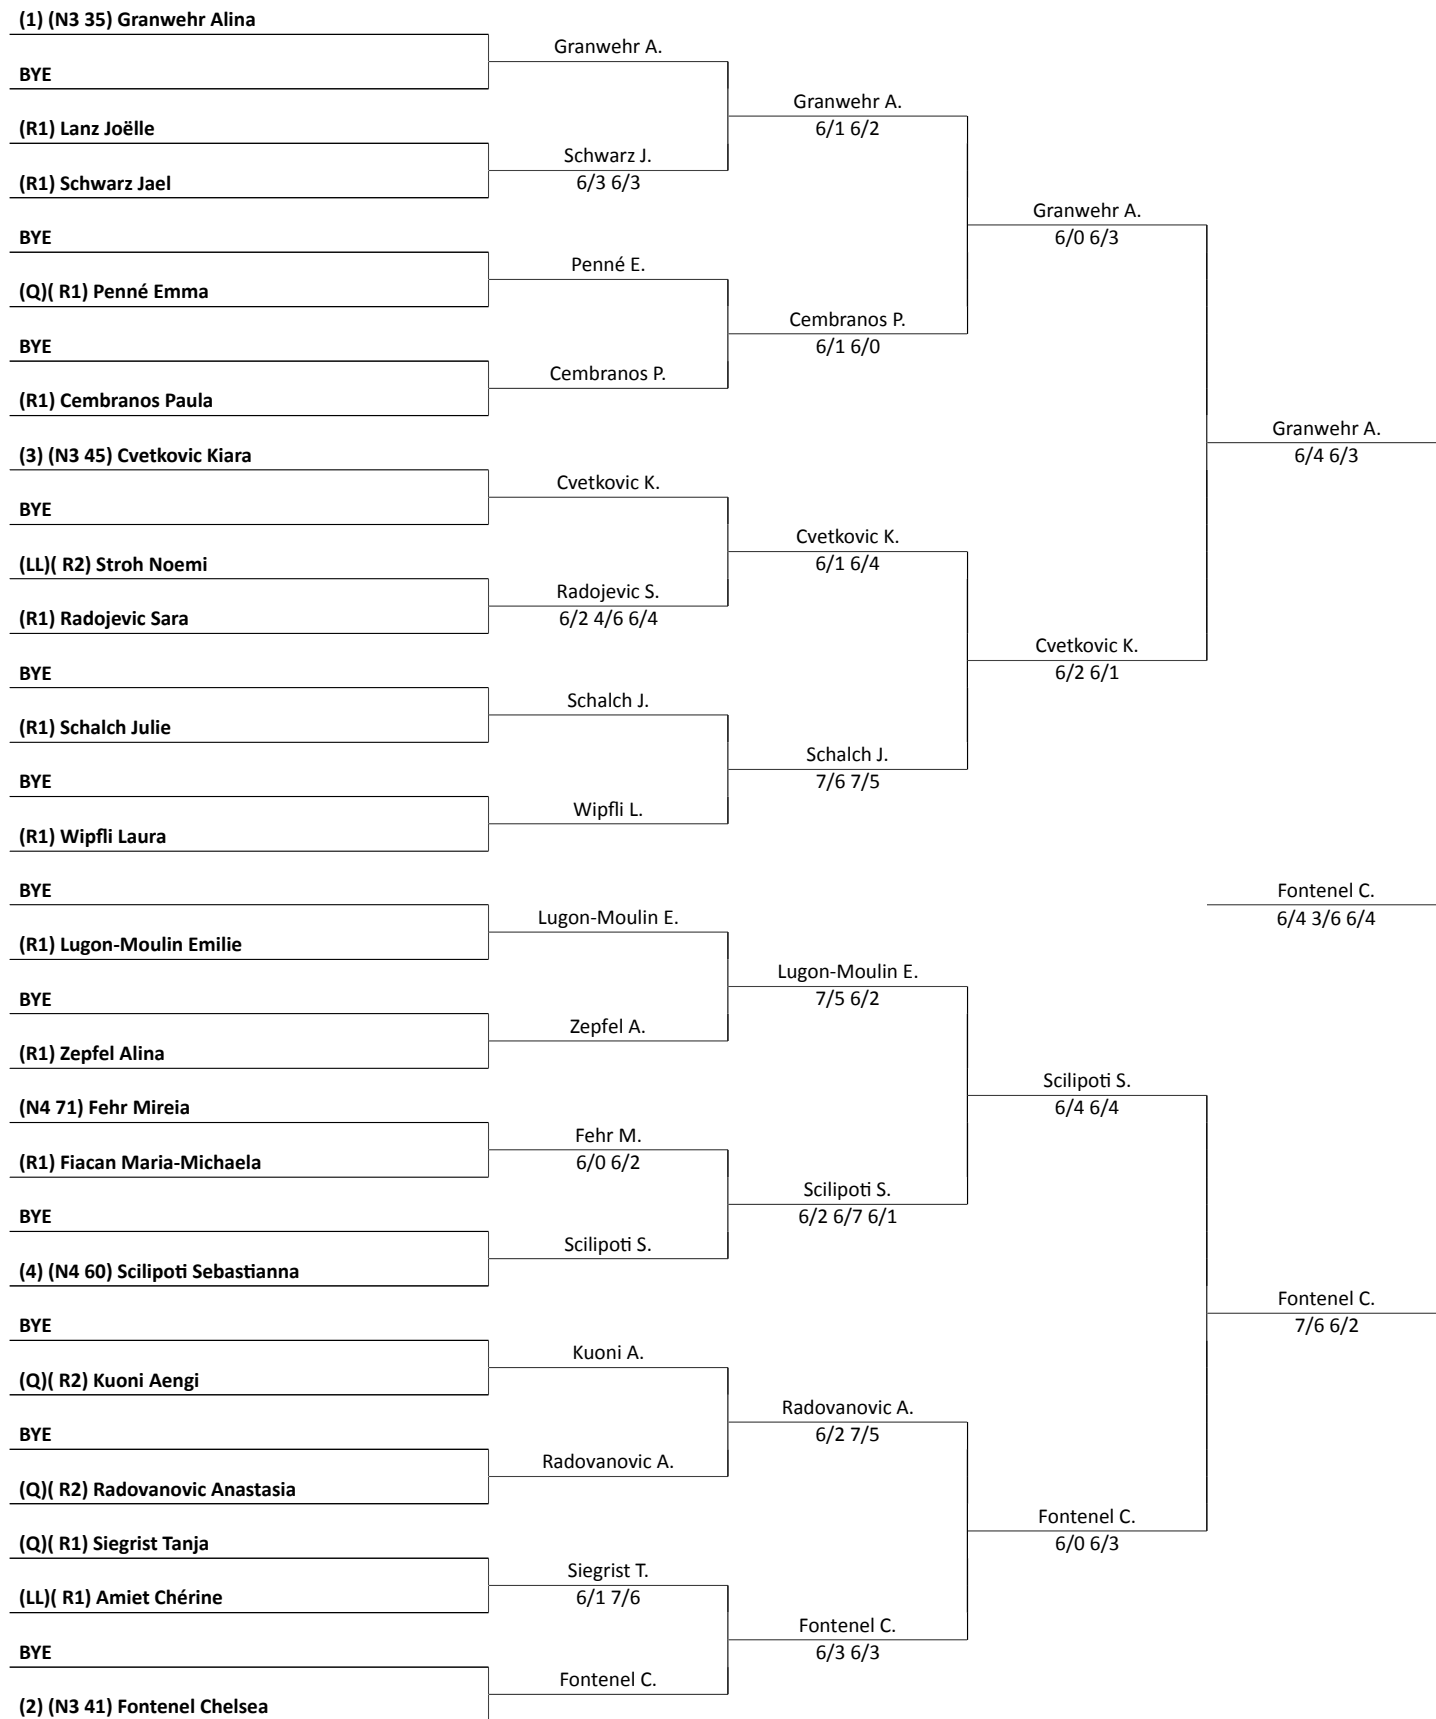 (1) (N3 35) Granwehr Alina
Granwehr A.
BYE
Granwehr A.
6/1 6/2
(R1) Lanz Joëlle
Schwarz J.
6/3 6/3
(R1) Schwarz Jael
Granwehr A.
6/0 6/3
BYE
Penné E.
(Q)( R1) Penné Emma
Cembranos P.
6/1 6/0
BYE
Cembranos P.
(R1) Cembranos Paula
Granwehr A.
6/4 6/3
(3) (N3 45) Cvetkovic Kiara
Cvetkovic K.
BYE
Cvetkovic K.
6/1 6/4
(LL)( R2) Stroh Noemi
Radojevic S.
6/2 4/6 6/4
(R1) Radojevic Sara
Cvetkovic K.
6/2 6/1
BYE
Schalch J.
(R1) Schalch Julie
Schalch J.
7/6 7/5
BYE
Wipfli L.
(R1) Wipfli Laura
BYE
Fontenel C.
6/4 3/6 6/4
Lugon-Moulin E.
(R1) Lugon-Moulin Emilie
Lugon-Moulin E.
7/5 6/2
BYE
Zepfel A.
(R1) Zepfel Alina
Scilipoti S.
6/4 6/4
(N4 71) Fehr Mireia
Fehr M.
6/0 6/2
(R1) Fiacan Maria-Michaela
Scilipoti S.
6/2 6/7 6/1
BYE
Scilipoti S.
(4) (N4 60) Scilipoti Sebastianna
Fontenel C.
7/6 6/2
BYE
Kuoni A.
(Q)( R2) Kuoni Aengi
Radovanovic A.
6/2 7/5
BYE
Radovanovic A.
(Q)( R2) Radovanovic Anastasia
Fontenel C.
6/0 6/3
(Q)( R1) Siegrist Tanja
Siegrist T.
6/1 7/6
(LL)( R1) Amiet Chérine
Fontenel C.
6/3 6/3
BYE
Fontenel C.
(2) (N3 41) Fontenel Chelsea